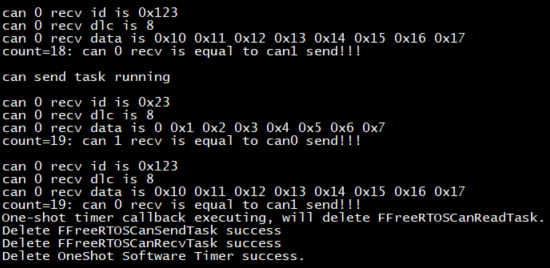 can 0 recv id is 0x123
can 0 recv dlc is 8
can 0 recv data is 0x10 0x11 0x12 0x13 0x14 0x15 0x16 0x17
count=18: can 0 recv is equal to can1 send!!!
can send task running
can 0 recv id is 0x23
can 0 recv dlc is 8
can 0 recv data is 0 0x1 0x2 0x3 0x4 0x5 0x6 0x7
count=19: can 1 recv is equal to can0 send!!!
can 0 recv id is 0x123
can 0 recv dlc is 8
can 0 recv data is 0x10 0x11 0x12 0x13 0x14 0x15 0x16 0x17
count=19: can 0 recv is equal to can1 send!!!
One-shot timer callback executing, will delete FFreeRTOSCanReadTask.
Delete FFreeRTOSCanSendTask success
Delete FFreeRTOSCanRecvTask success
Delete OneShot Software Timer success.